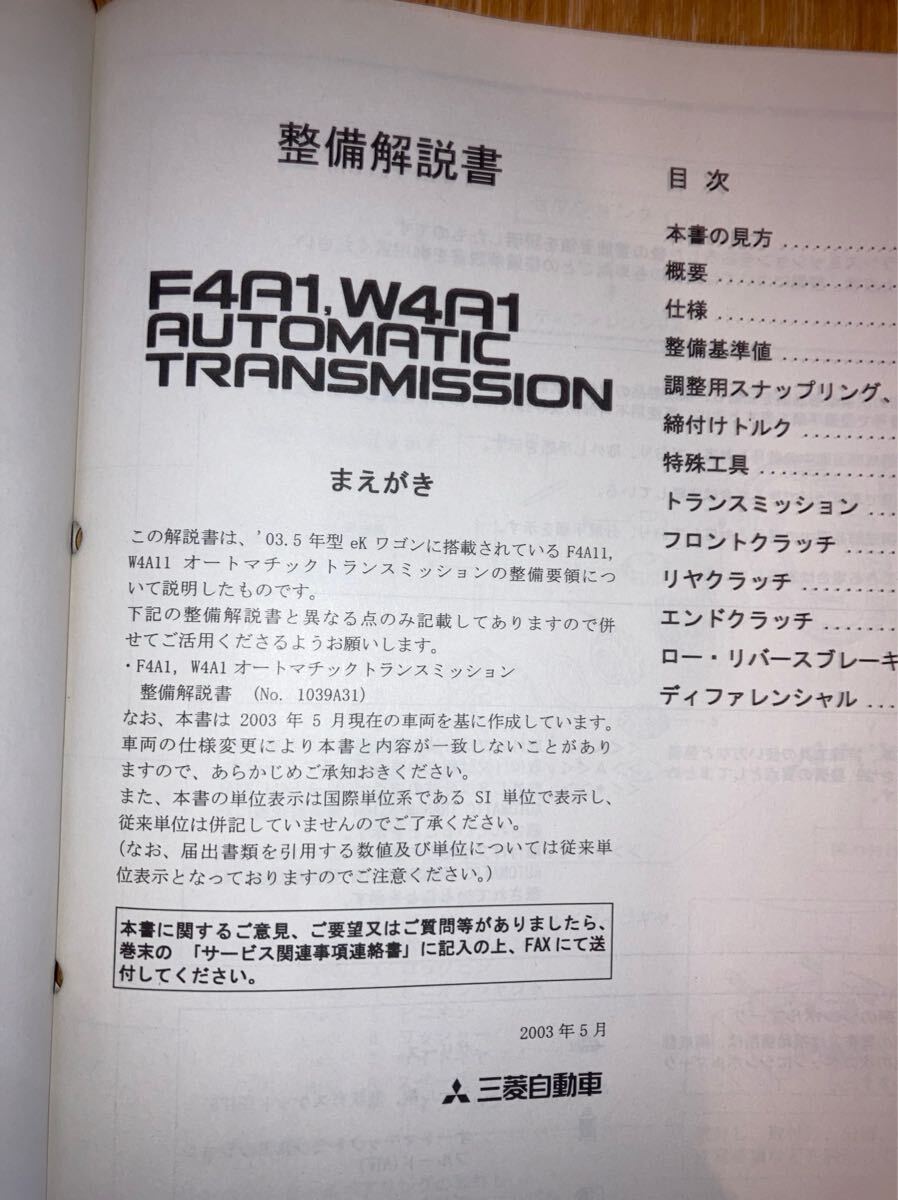 整備解説書
F4A1, W4A1
AUTOMATIC
TRANSMISSION
まえがき
この解説書は、'03.5 年型 eK ワゴンに搭載されている F4A11,
W4A11 オートマチックトランスミッションの整備要領につ
いて説明したものです。
下記の整備解説書と異なる点のみ記載してありますので併
せてご活用くださるようお願いします。
・F4A1, W4A1 オートマチックトランスミッション
整備解説書 (No. 1039A31)
なお、本書は 2003 年 5 月現在の車両を基に作成しています。
車両の仕様変更により本書と内容が一致しないことがあり
ますので、あらかじめご承知おきください。
また、本書の単位表示は国際単位系である SI 単位で表示し、
従来単位は併記していませんのでご了承ください。
(なお、届出書類を引用する数値及び単位については従来単
位表示となっておりますのでご注意ください。)
本書に関するご意見、ご要望又はご質問等がありましたら、
巻末の 「サービス関連事項連絡書」に記入の上、FAXにて送
付してください。
2003 年 5 月
三菱自動車
目 次
本書の見方 ............
概要 ..................
仕様 ..................
整備基準値 ............
調整用スナップリング、
締付けトルク ..........
特殊工具 ..............
トランスミッション ....
フロントクラッチ ......
リヤクラッチ ..........
エンドクラッチ ........
ロー・リバースブレーキ
ディファレンシャル ....